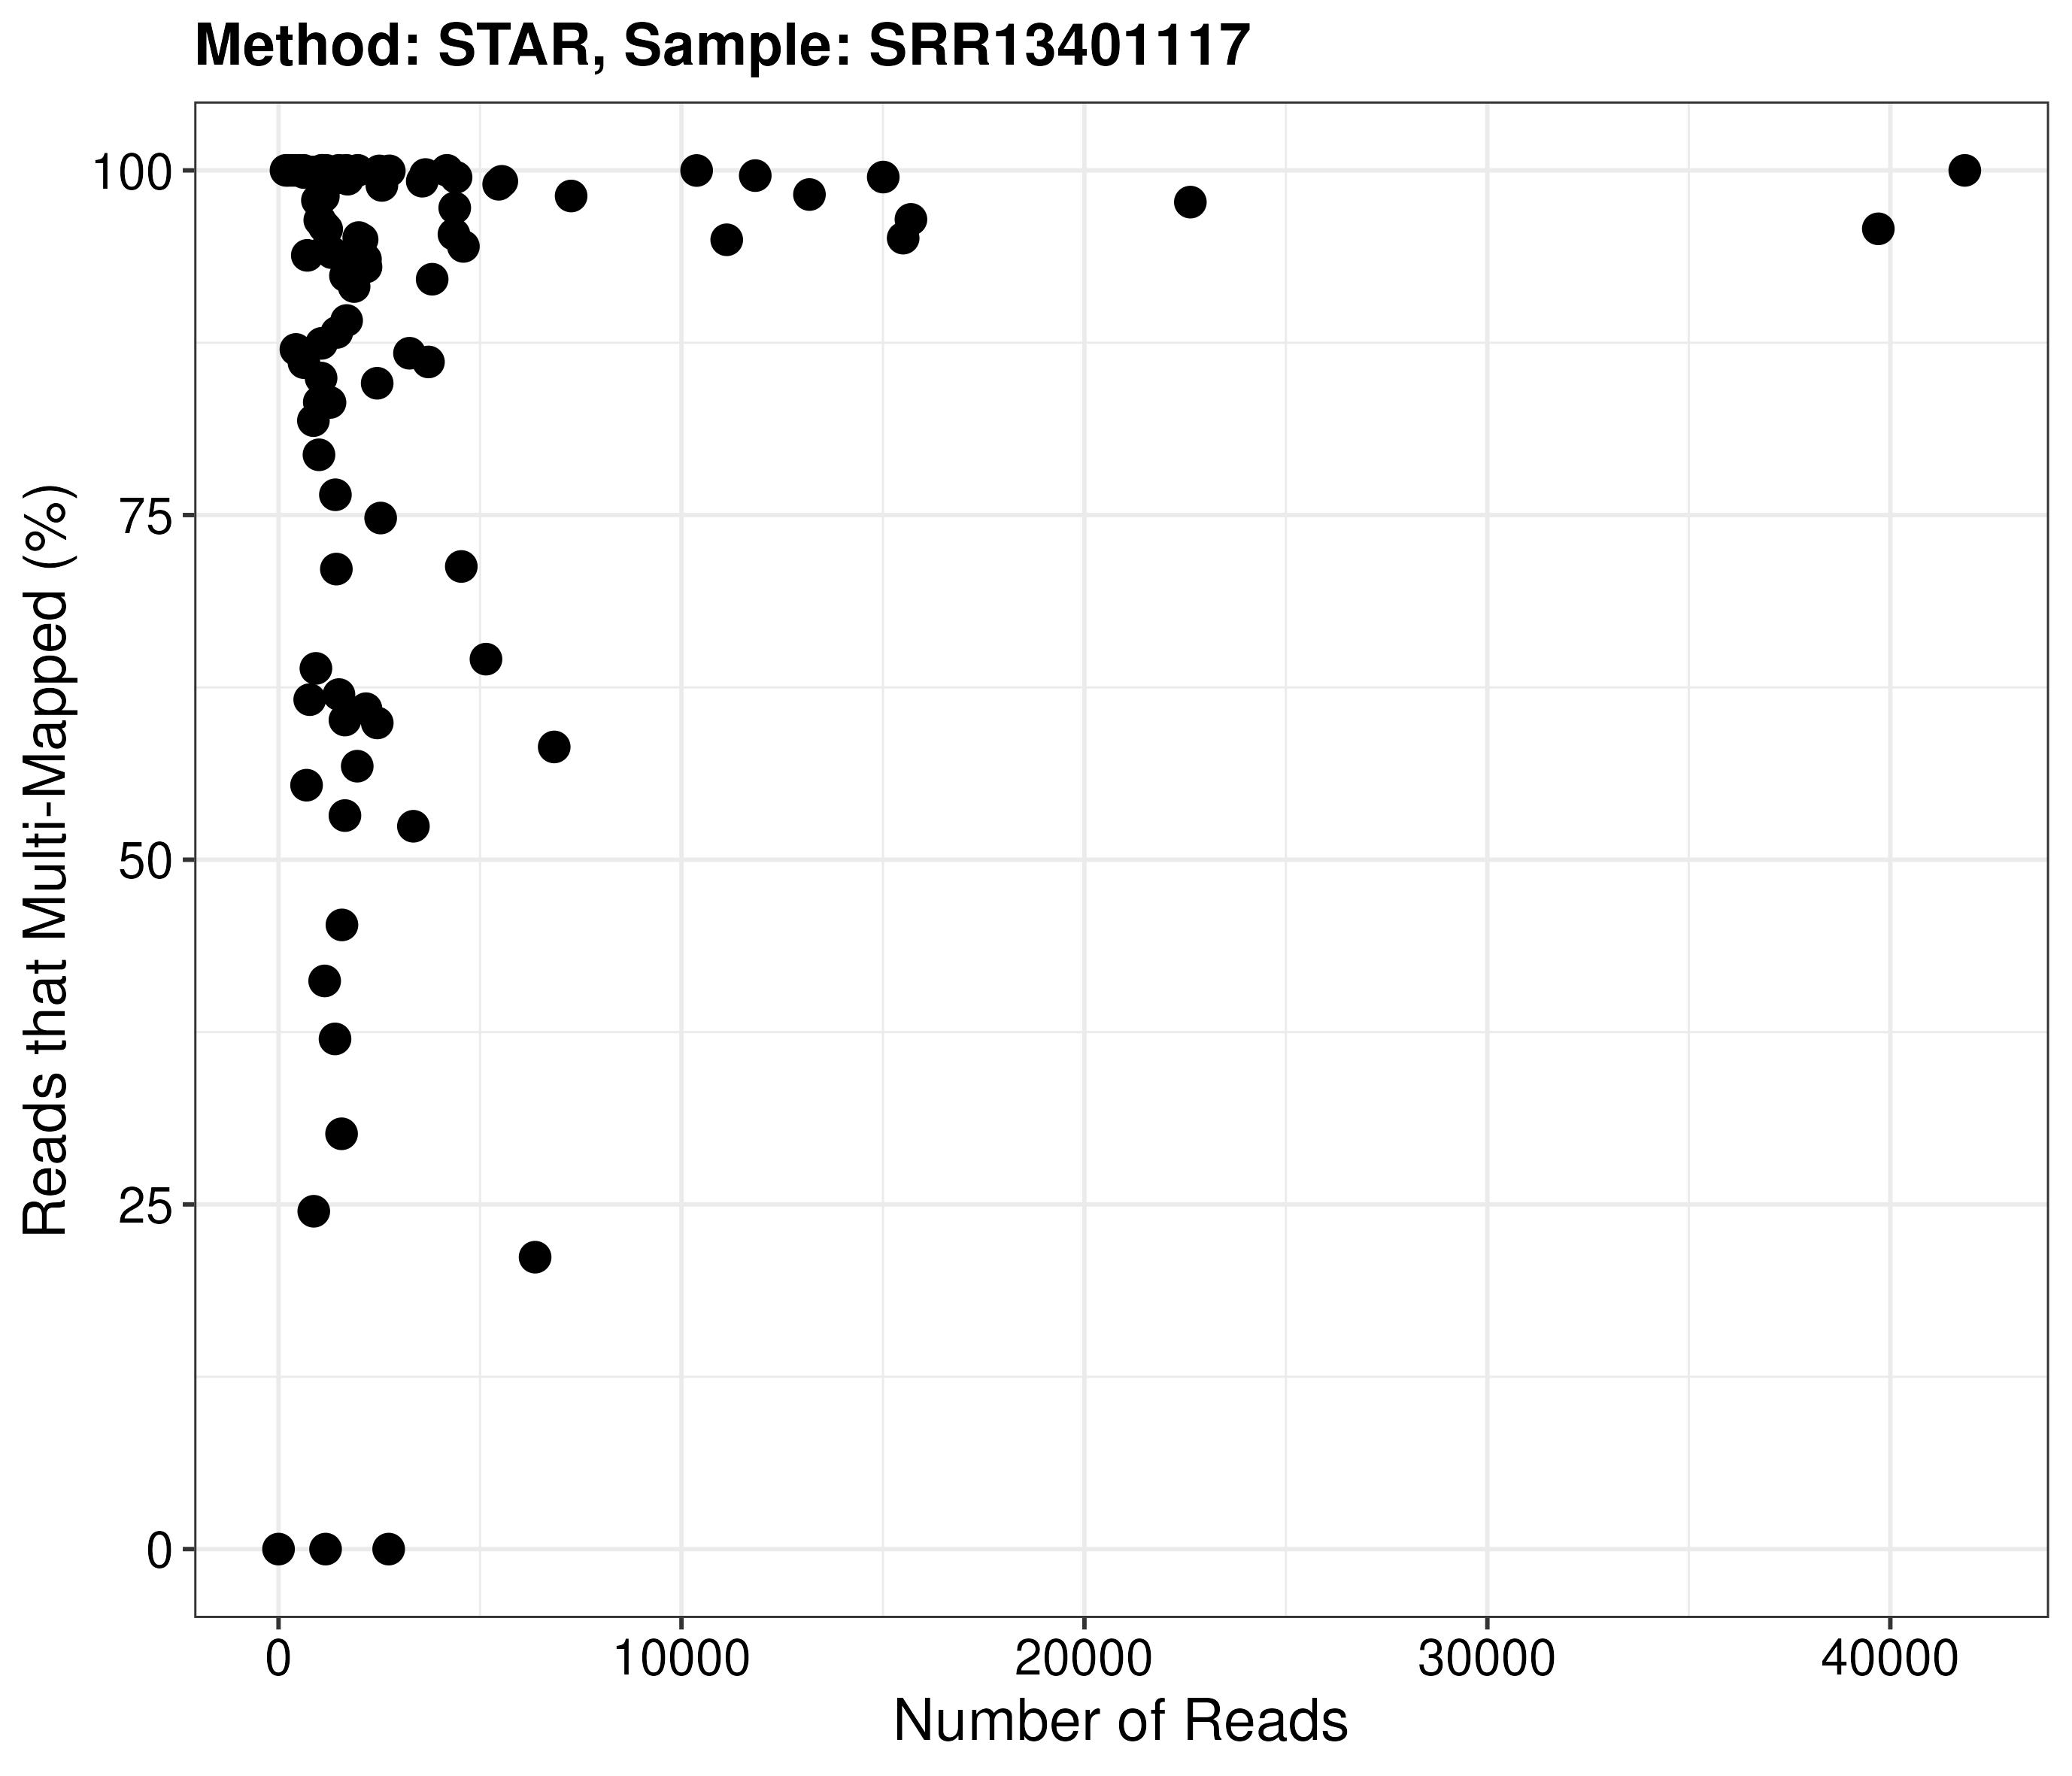 Method: STAR, Sample: SRR13401117
Reads that Multi-Mapped (%)
100
75
50
25
0
0 10000 20000 30000 40000
Number of Reads